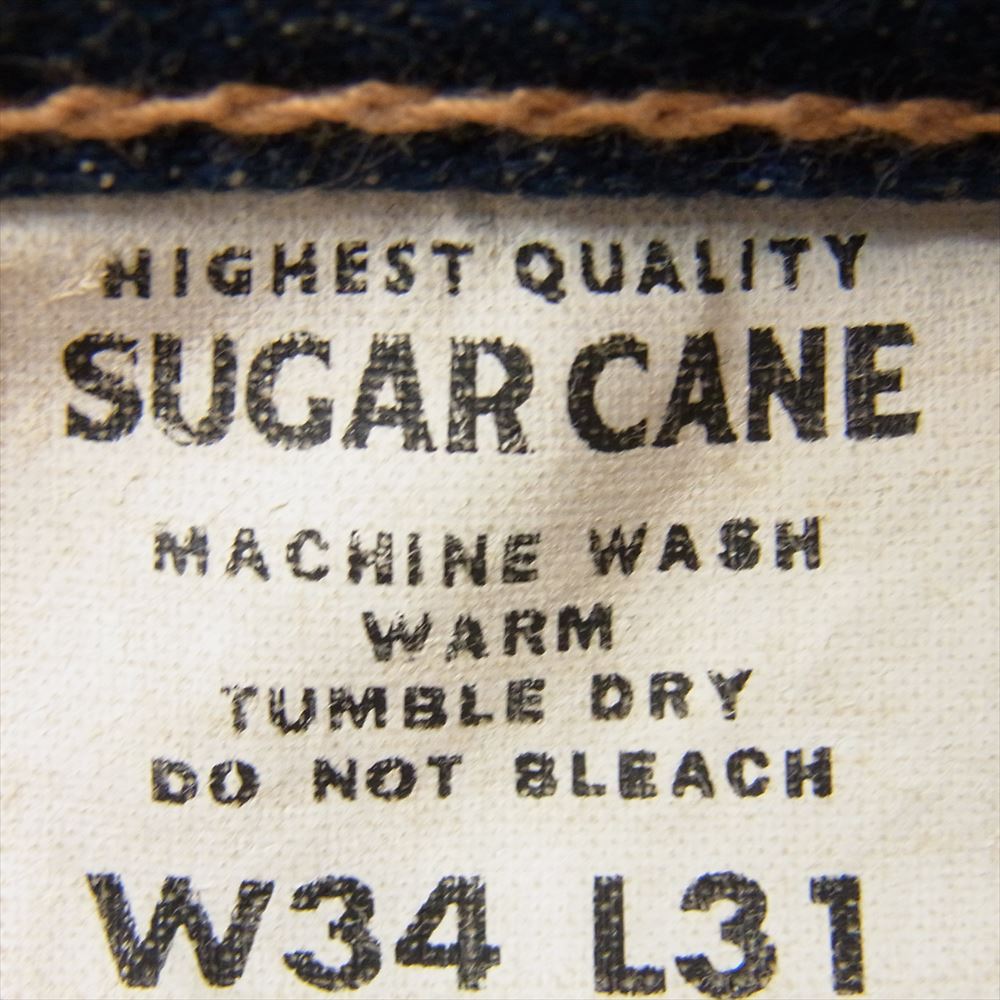 HIGHEST QUALITY
SUGAR CANE
MACHINE WASH
WARM
TUMBLE DRY
DO NOT BLEACH
W34 L31